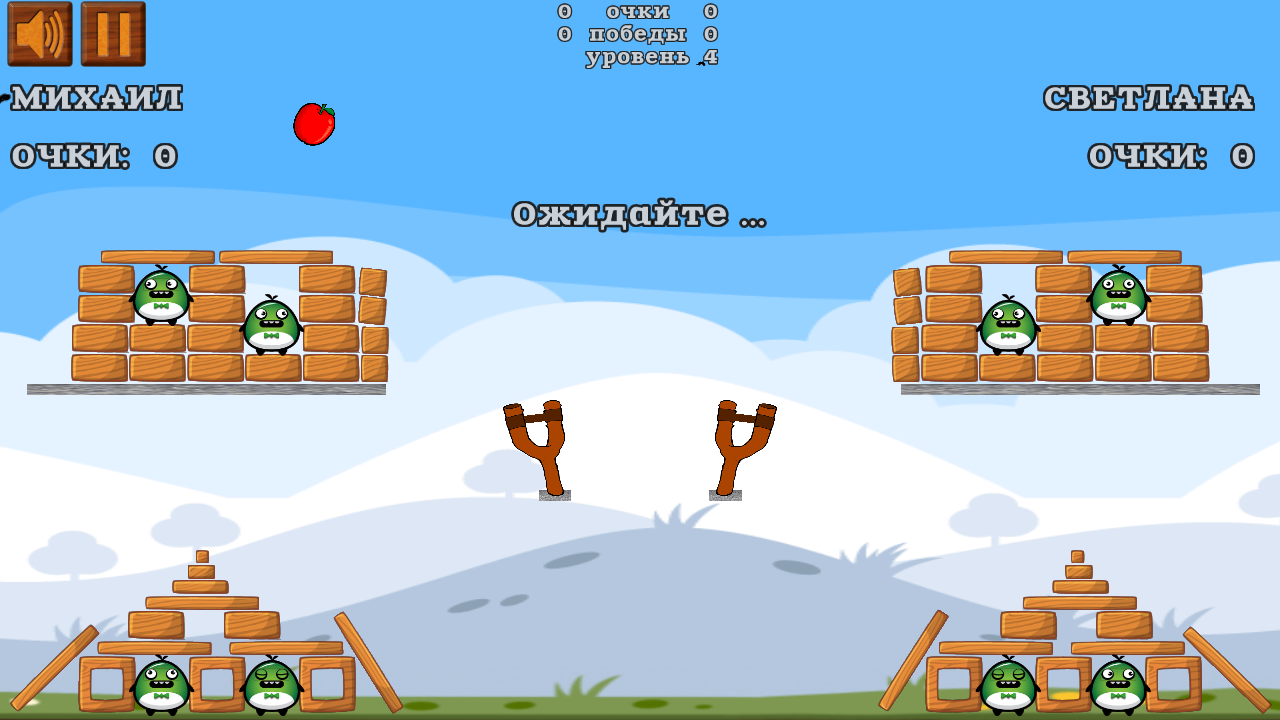 0 очки 0
0 победы 0
уровень 4
МИХАИЛ
СВЕТЛАНА
ОЧКИ: 0
ОЧКИ: 0
Ожидайте ...